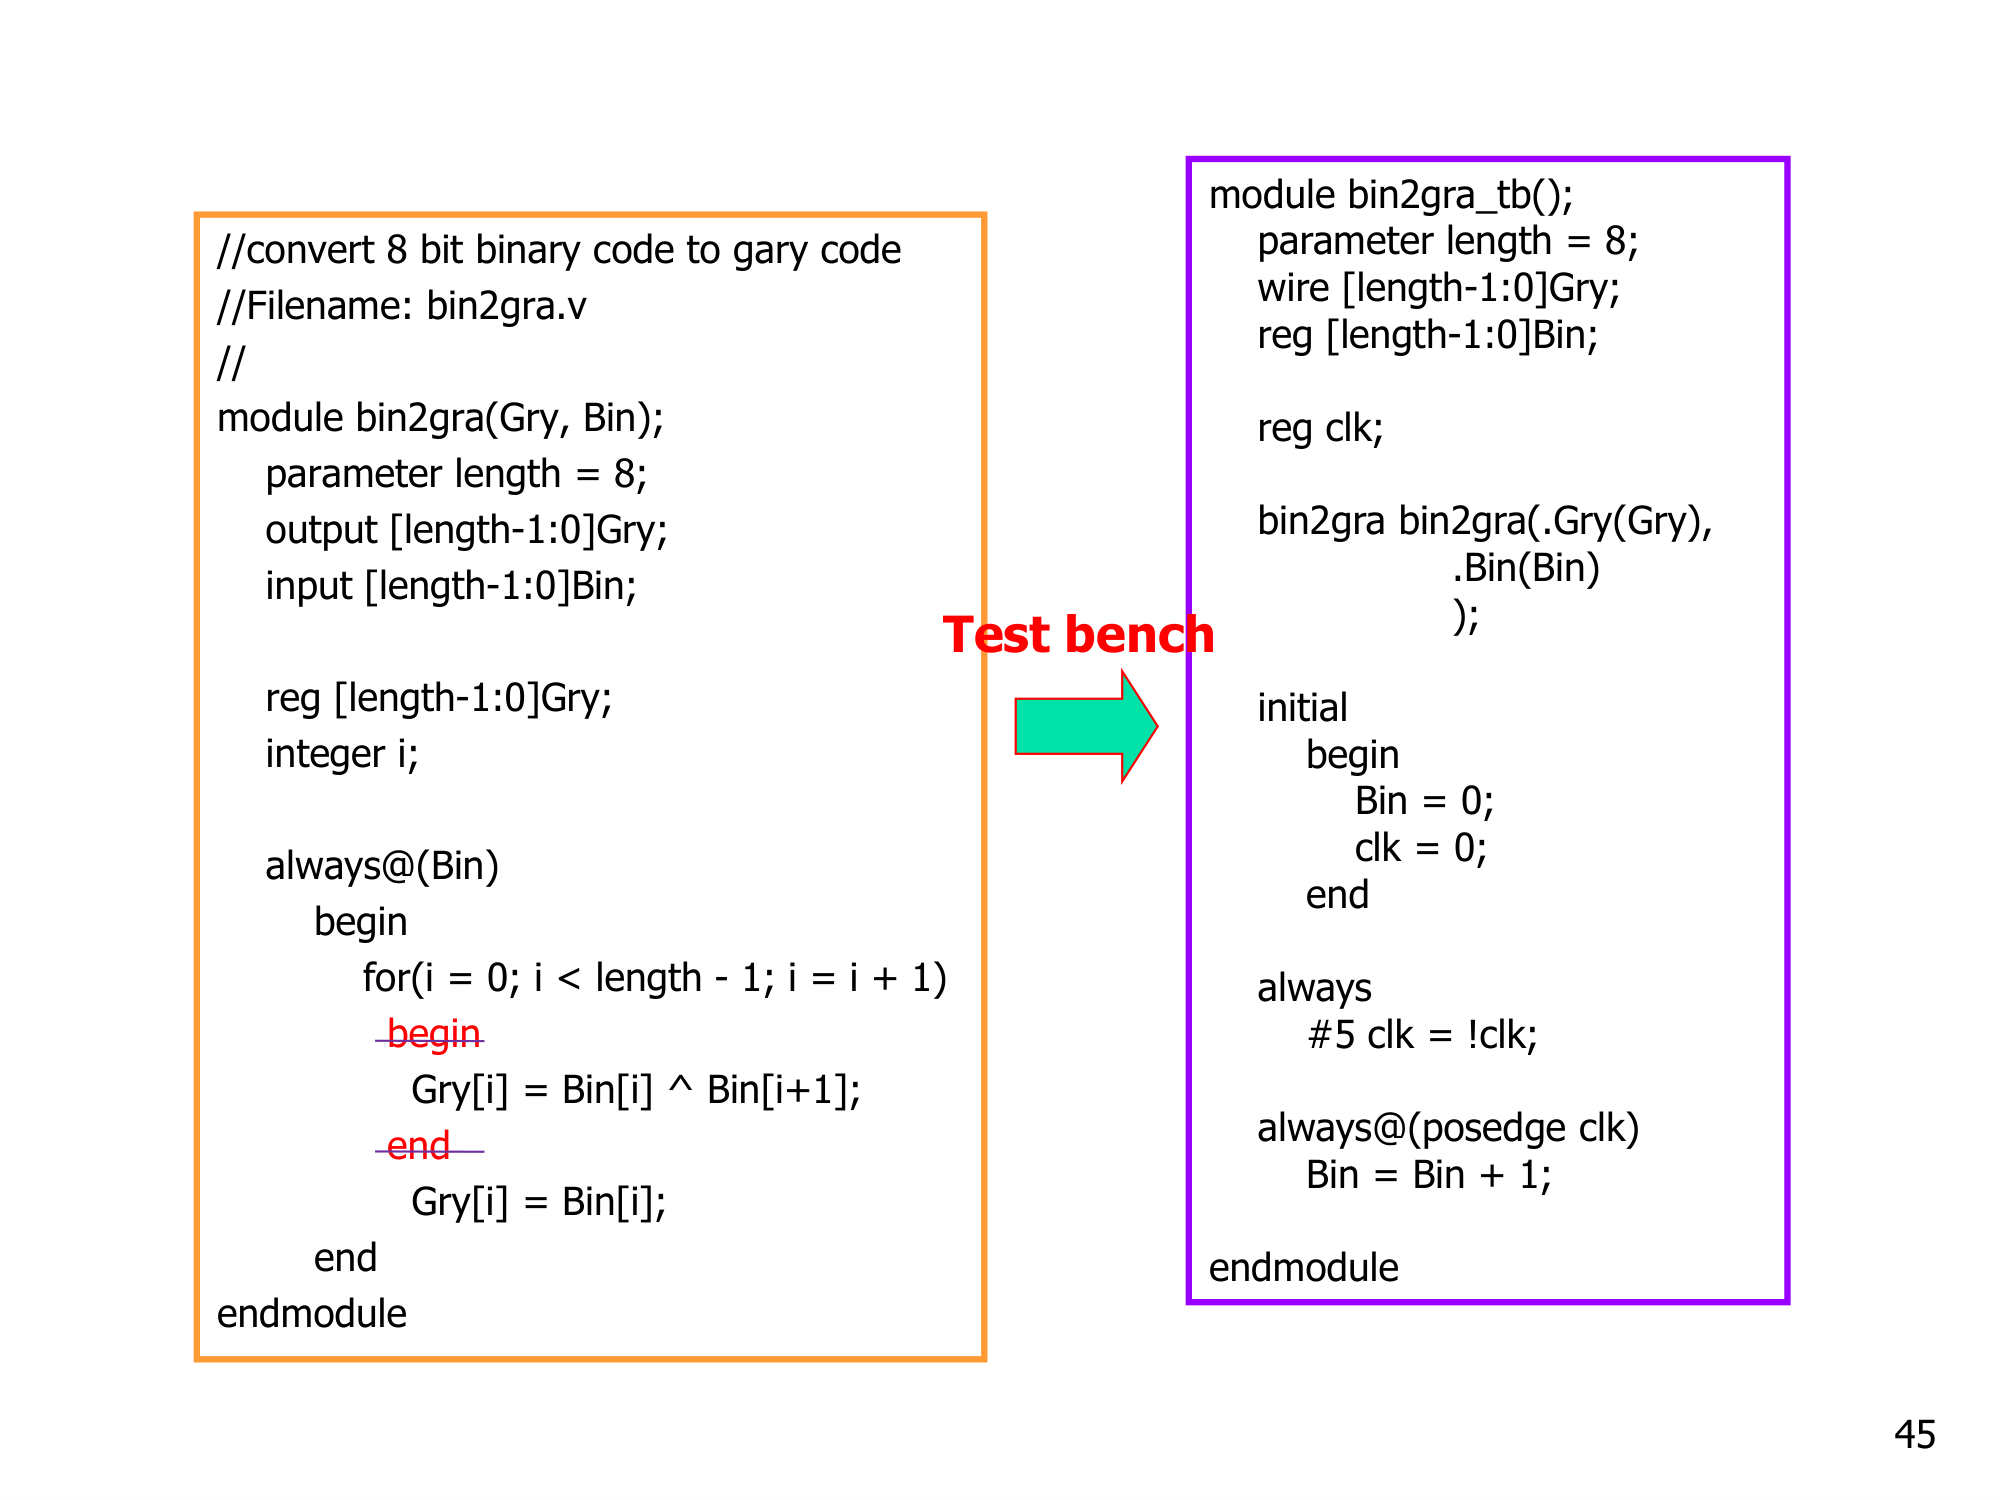 //convert 8 bit binary code to gary code
//Filename: bin2gra.v
//
module bin2gra(Gry, Bin);
parameter length = 8;
output [length-1:0]Gry;
input [length-1:0]Bin;
reg [length-1:0]Gry;
integer i;
always@(Bin)
begin
for(i = 0; i < length - 1; i = i + 1)
begin
Gry[i] = Bin[i] ^ Bin[i+1];
end
Gry[i] = Bin[i];
end
endmodule
Test bench
module bin2gra_tb();
parameter length = 8;
wire [length-1:0]Gry;
reg [length-1:0]Bin;
reg clk;
bin2gra bin2gra(.Gry(Gry),
.Bin(Bin)
);
initial
begin
Bin = 0;
clk = 0;
end
always
#5 clk = !clk;
always@(posedge clk)
Bin = Bin + 1;
endmodule
45